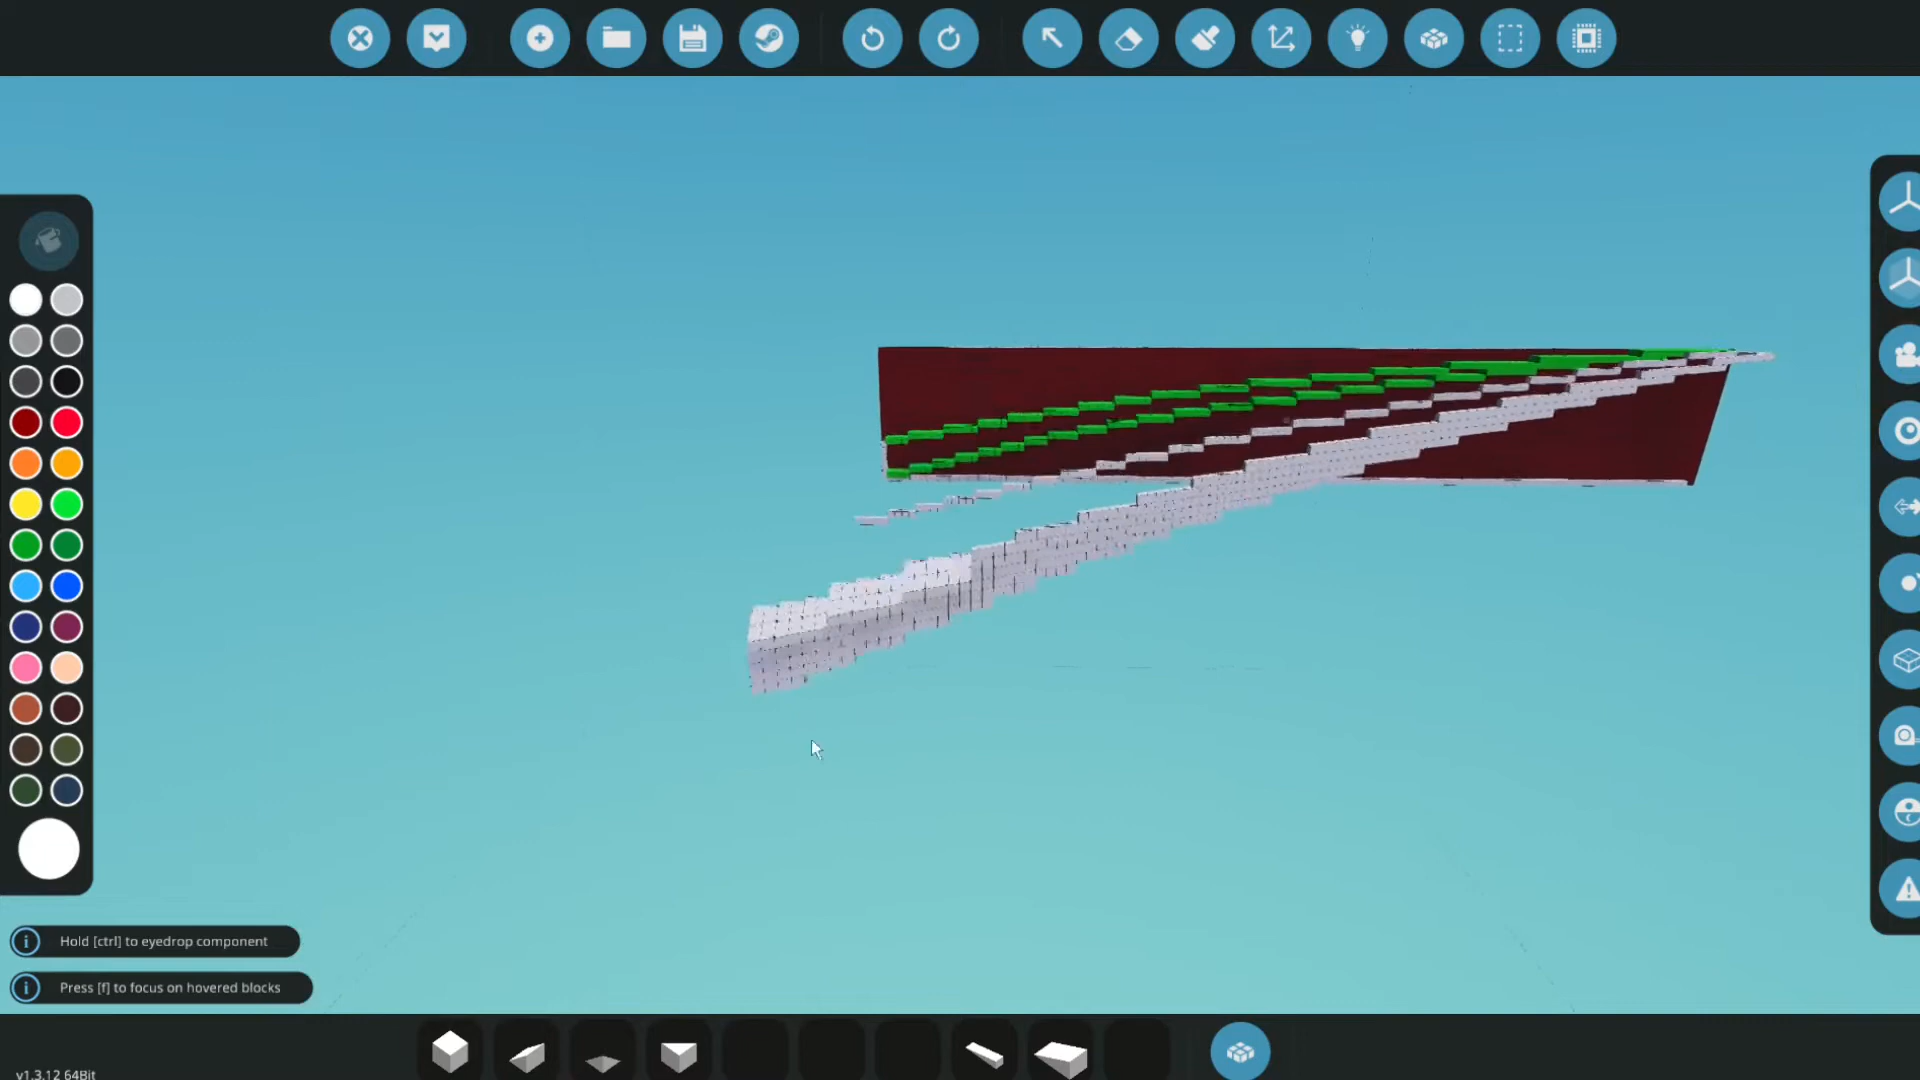 Hold [ctrl] to eyedrop component
Press [f] to focus on hovered blocks
v1.3.12 64Bit